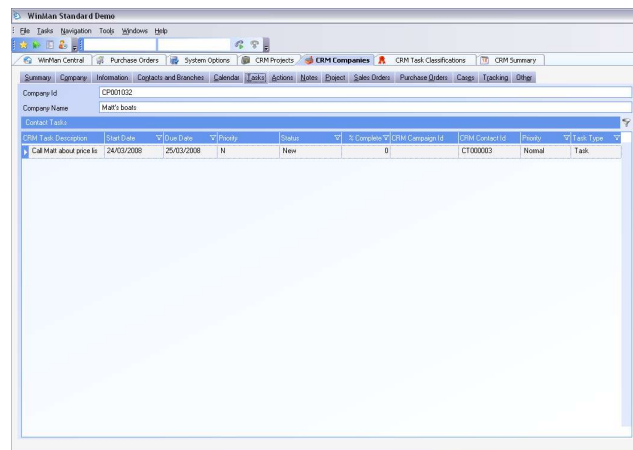 WinMan Standard Demo
File Tasks Navigation Tools Windows Help
WinMan Central Purchase Orders System Options CRM Projects CRM Companies CRM Task Classifications CRM Summary
Summary Company Information Contacts and Branches Calendar Tasks Actions Notes Project Sales Orders Purchase Orders Cases Tracking Other
Company Id CP001032
Company Name Matt's boats
Contact Tasks
CRM Task Description Start Date Due Date Priority Status % Complete CRM Campaign Id CRM Contact Id Priority Task Type
Call Matt about price lis 24/03/2008 25/03/2008 N New 0 CT000003 Normal Task